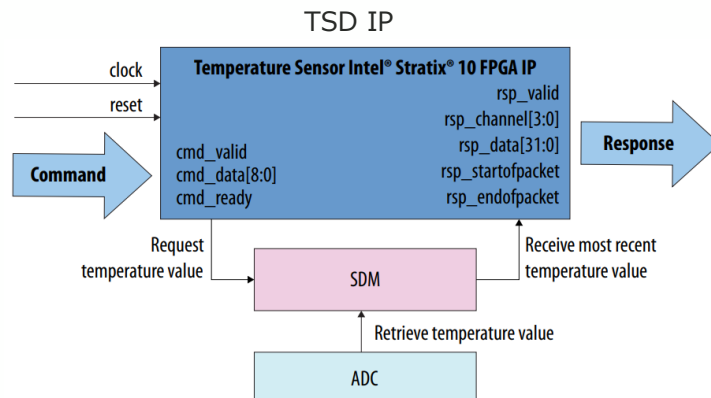 TSD IP
Temperature Sensor Intel® Stratix® 10 FPGA IP
clock
reset
Command
cmd_valid
cmd_data[8:0]
cmd_ready
rsp_valid
rsp_channel[3:0]
rsp_data[31:0]
rsp_startofpacket
rsp_endofpacket
Response
Request
temperature value
SDM
Receive most recent
temperature value
Retrieve temperature value
ADC